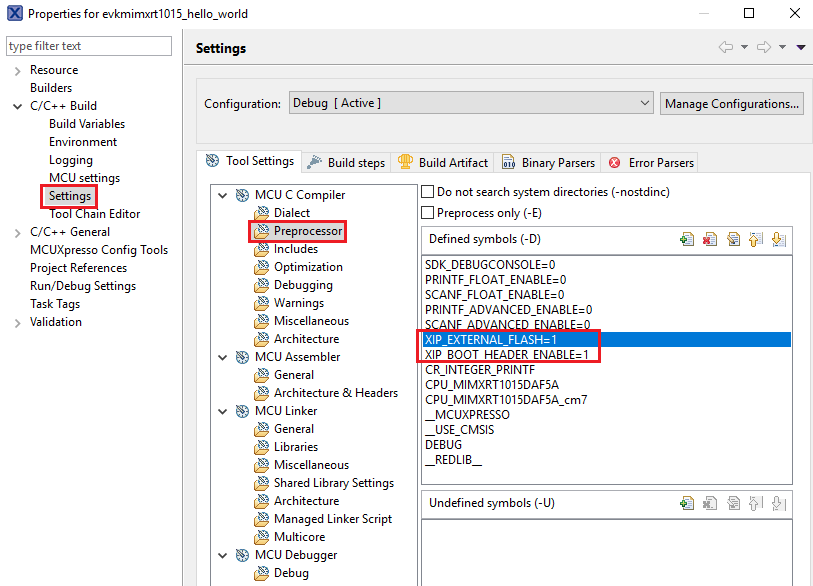 Properties for evkmimxrt1015_hello_world
type filter text
Resource
Builders
C/C++ Build
Build Variables
Environment
Logging
MCU settings
Settings
Tool Chain Editor
C/C++ General
MCUXpresso Config Tools
Project References
Run/Debug Settings
Task Tags
Validation
Settings
Configuration: Debug [ Active ] Manage Configurations...
Tool Settings Build steps Build Artifact Binary Parsers Error Parsers
MCU C Compiler
Dialect
Preprocessor
Includes
Optimization
Debugging
Warnings
Miscellaneous
Architecture
MCU Assembler
General
Architecture & Headers
MCU Linker
General
Libraries
Miscellaneous
Shared Library Settings
Architecture
Managed Linker Script
Multicore
MCU Debugger
Debug
Do not search system directories (-nostdinc)
Preprocess only (-E)
Defined symbols (-D)
SDK_DEBUGCONSOLE=0
PRINTF_FLOAT_ENABLE=0
SCANF_FLOAT_ENABLE=0
PRINTF_ADVANCED_ENABLE=0
SCANF_ADVANCED_ENABLE=0
XIP_EXTERNAL_FLASH=1
XIP_BOOT_HEADER_ENABLE=1
CR_INTEGER_PRINTF
CPU_MIMXRT1015DAF5A
CPU_MIMXRT1015DAF5A_cm7
__MCUXPRESSO
__USE_CMSIS
DEBUG
__REDLIB__
Undefined symbols (-U)